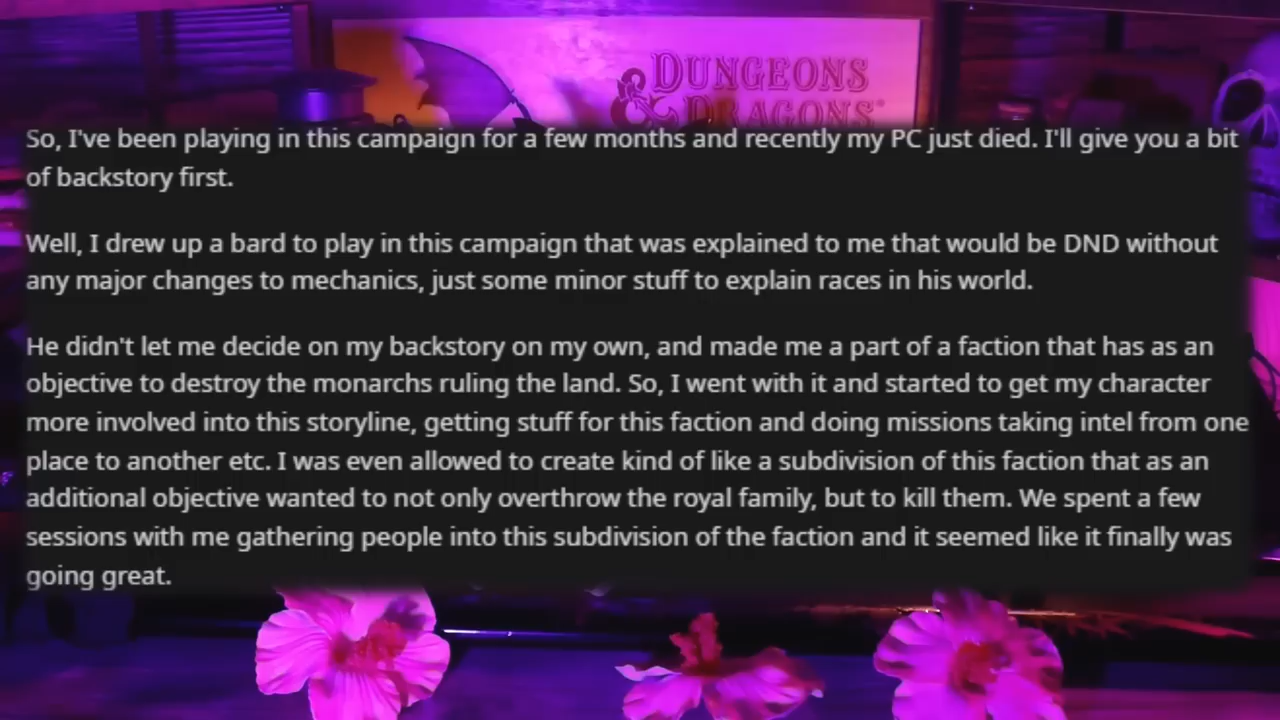 DUNGEONS
& DRAGONS
So, I've been playing in this campaign for a few months and recently my PC just died. I'll give you a bit
of backstory first.
Well, I drew up a bard to play in this campaign that was explained to me that would be DND without
any major changes to mechanics, just some minor stuff to explain races in his world.
He didn't let me decide on my backstory on my own, and made me a part of a faction that has as an
objective to destroy the monarchs ruling the land. So, I went with it and started to get my character
more involved into this storyline, getting stuff for this faction and doing missions taking intel from one
place to another etc. I was even allowed to create kind of like a subdivision of this faction that as an
additional objective wanted to not only overthrow the royal family, but to kill them. We spent a few
sessions with me gathering people into this subdivision of the faction and it seemed like it finally was
going great.